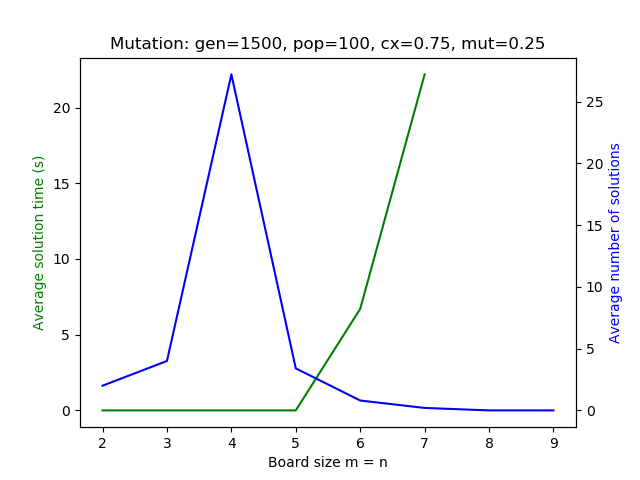 Mutation: gen=1500, pop=100, cx=0.75, mut=0.25
20
15
10
5
0
Average solution time (s)
25
20
15
10
5
0
Average number of solutions
2 3 4 5 6 7 8 9
Board size m = n